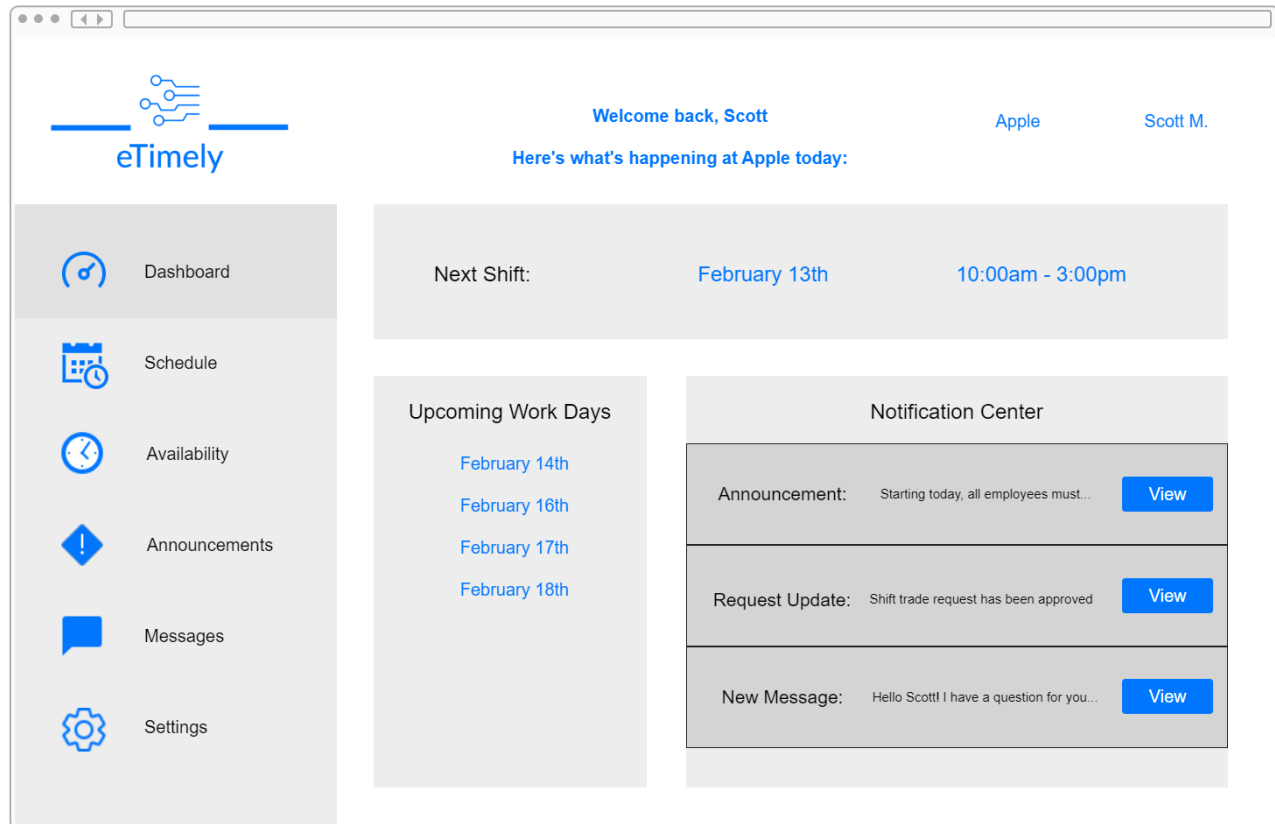 eTimely
Welcome back, Scott
Here's what's happening at Apple today:
Apple
Scott M.
Dashboard
Schedule
Availability
Announcements
Messages
Settings
Next Shift: February 13th 10:00am - 3:00pm
Upcoming Work Days
February 14th
February 16th
February 17th
February 18th
Notification Center
Announcement: Starting today, all employees must... View
Request Update: Shift trade request has been approved View
New Message: Hello Scott! I have a question for you... View